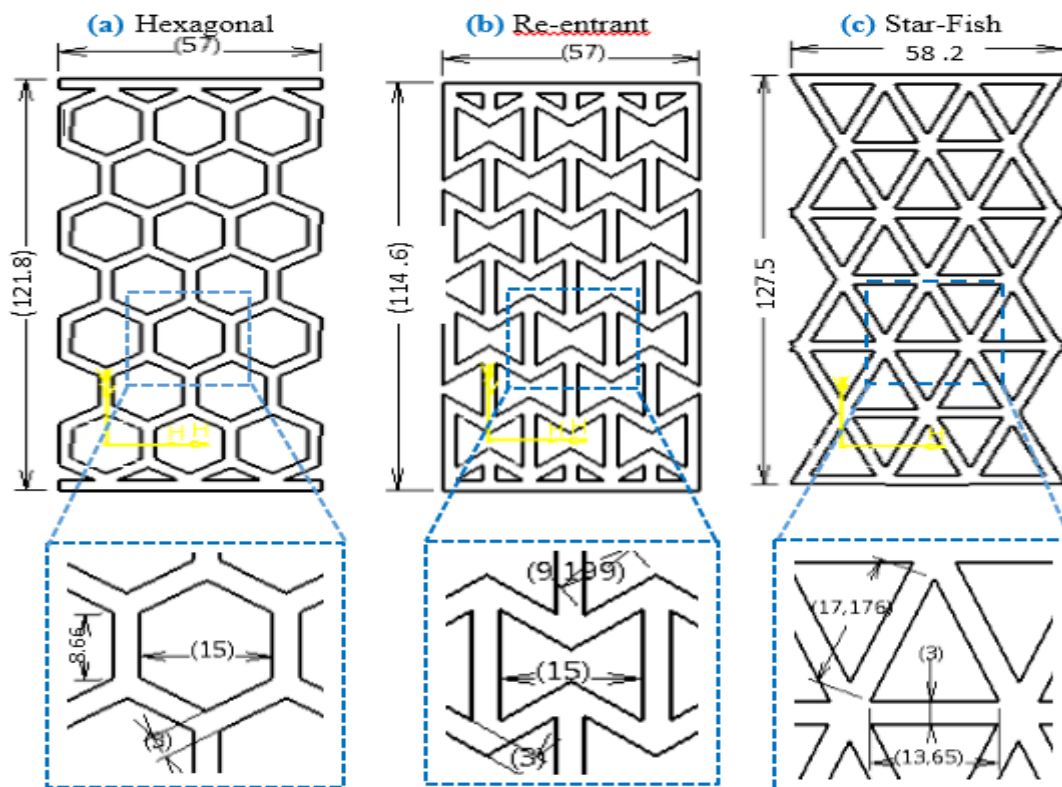 (a) Hexagonal
(57)
(121.8)
H H
8.66
(15)
(3)
(b) Re-entrant
(57)
(114 .6)
H H
(9,199)
(15)
(3)
(c) Star-Fish
58 .2
127.5
H
(17,176)
(3)
(13,65)